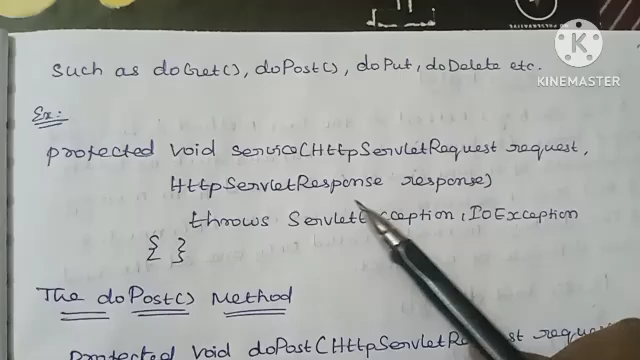 such as doGet(), doPost(), doPut, doDelete etc.
KINEMASTER
Ex:
protected void service(HttpServletRequest request,
HttpServletResponse response)
throws ServletException, IOException
{ }
The doPost() Method
protected void doPost(HttpServletRequest reque